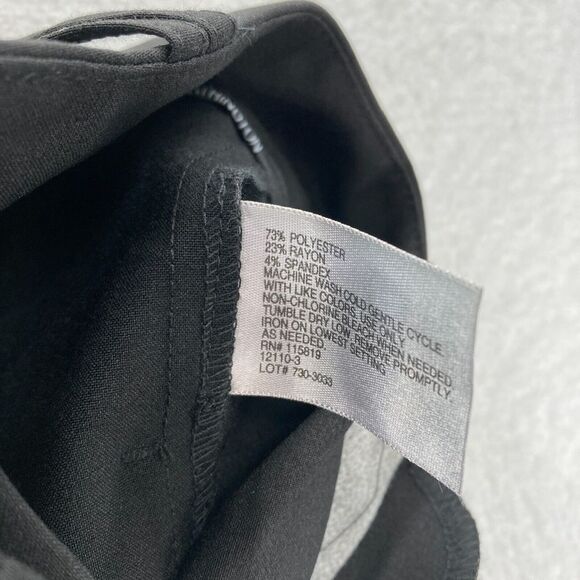 73% POLYESTER
23% RAYON
4% SPANDEX
MACHINE WASH COLD GENTLE CYCLE.
WITH LIKE COLORS, USE ONLY
NON-CHLORINE BLEACH WHEN NEEDED
TUMBLE DRY LOW, REMOVE PROMPTLY.
IRON ON LOWEST SETTING
AS NEEDED
RN# 115819
12110-3
LOT# 730-3033